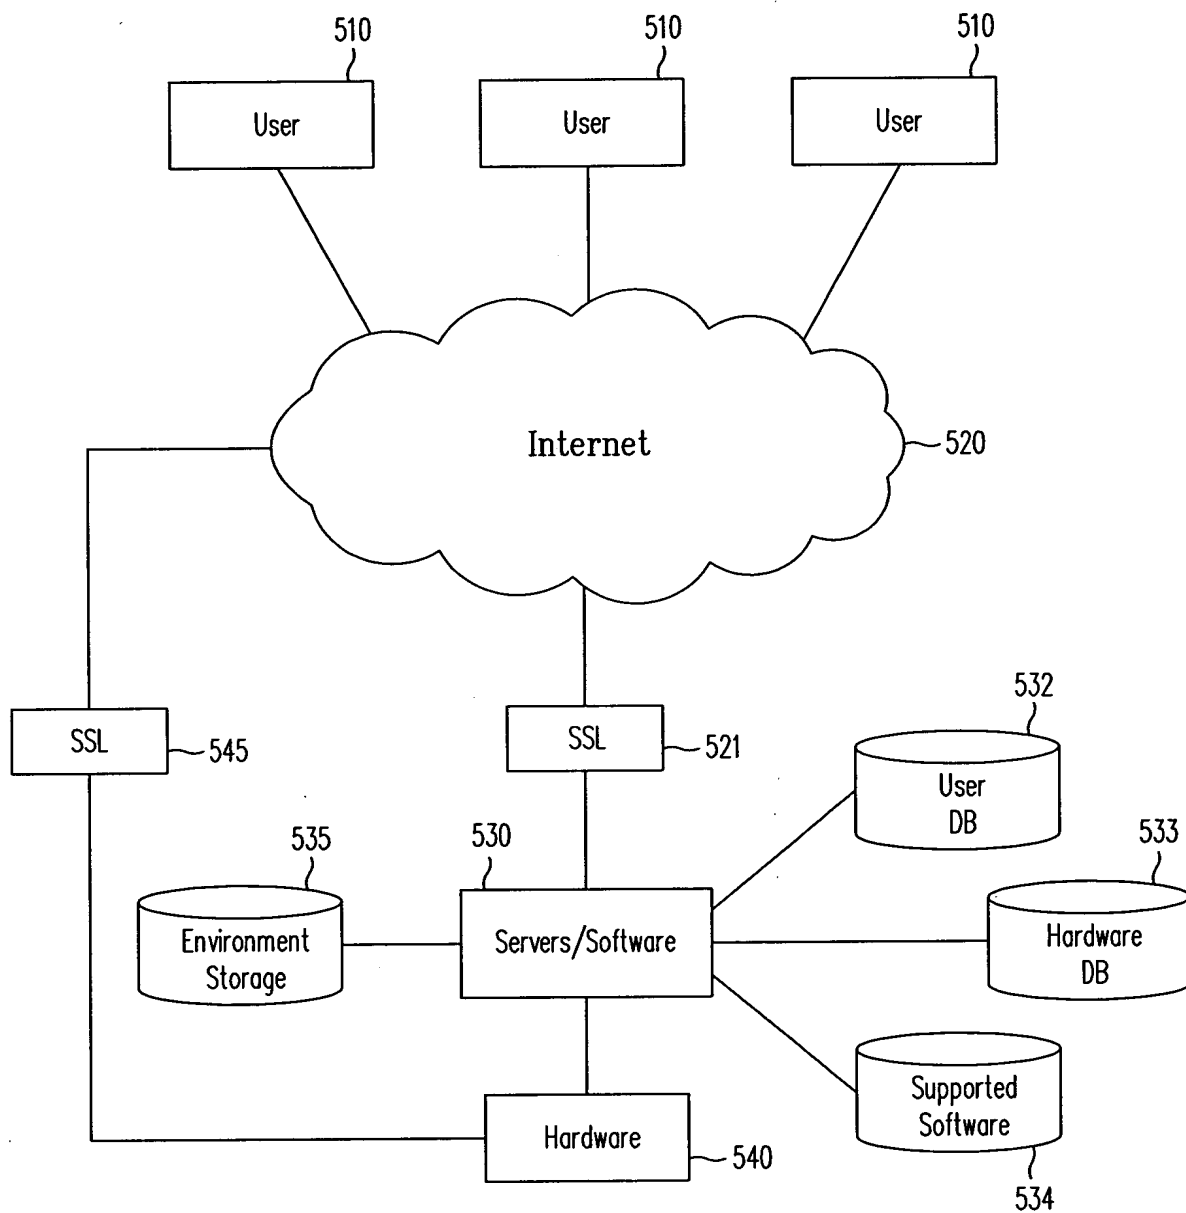 510
510
510
User
User
User
Internet
520
SSL
545
SSL
521
532
User
DB
533
Hardware
DB
535
530
Environment
Storage
Servers/Software
Supported
Software
534
Hardware
540